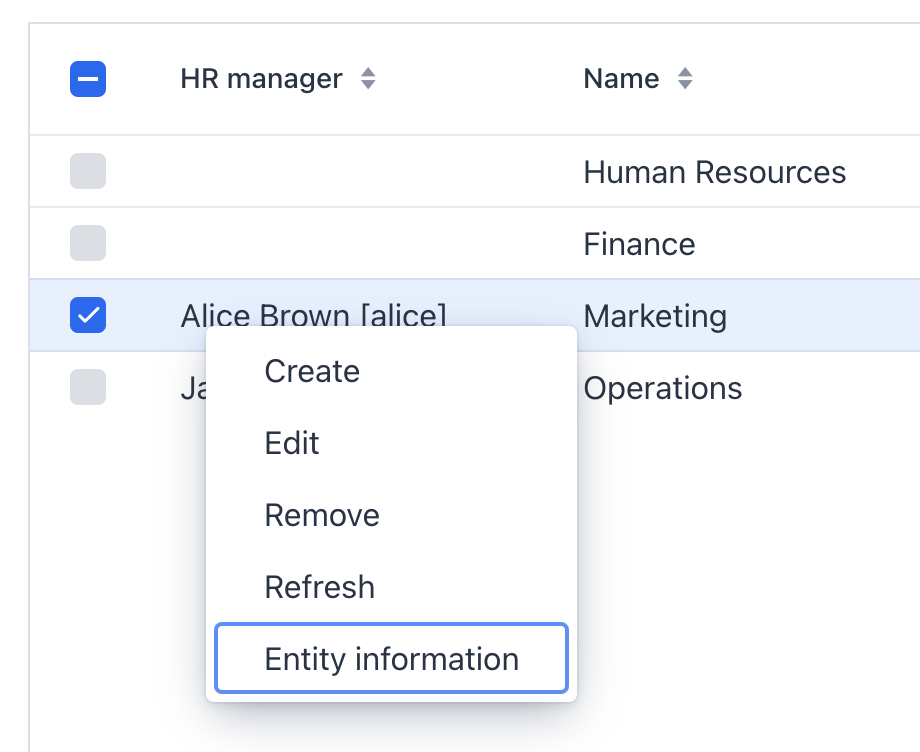 HR manager Name
Human Resources
Finance
Alice Brown [alice] Marketing
Operations
Create
Edit
Remove
Refresh
Entity information